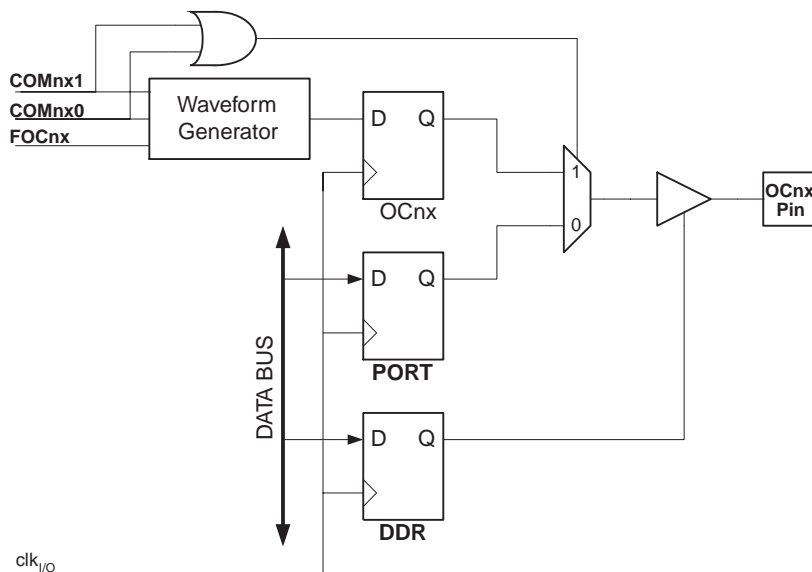 COMnx1
COMnx0
FOCnx
Waveform
Generator
D Q
OCnx
1
0
OCnx
Pin
D Q
PORT
D Q
DDR
DATA BUS
clkI/O